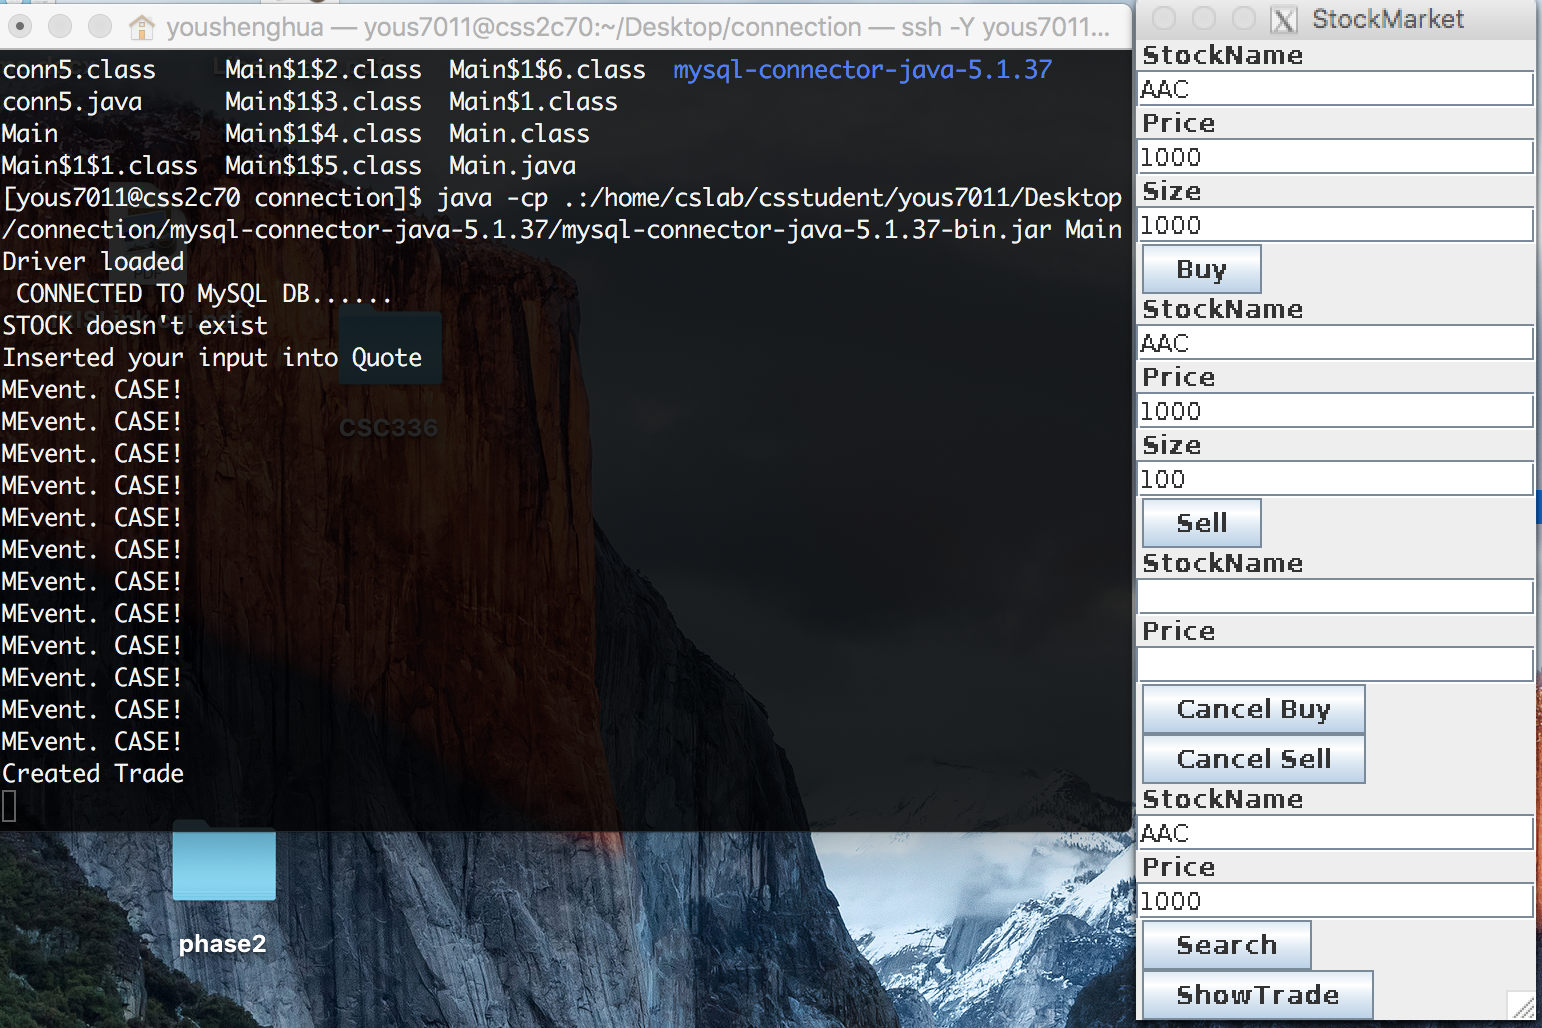 youshenghua — yous7011@css2c70:~/Desktop/connection — ssh -Y yous7011...
conn5.class Main$1$2.class Main$1$6.class mysql-connector-java-5.1.37
conn5.java Main$1$3.class Main$1.class
Main Main$1$4.class Main.class
Main$1$1.class Main$1$5.class Main.java
[yous7011@css2c70 connection]$ java -cp .:/home/cslab/csstudent/yous7011/Desktop
/connection/mysql-connector-java-5.1.37/mysql-connector-java-5.1.37-bin.jar Main
Driver loaded
CONNECTED TO MySQL DB......
STOCK doesn't exist
Inserted your input into Quote
MEvent. CASE!
MEvent. CASE!
MEvent. CASE!
MEvent. CASE!
MEvent. CASE!
MEvent. CASE!
MEvent. CASE!
MEvent. CASE!
MEvent. CASE!
MEvent. CASE!
MEvent. CASE!
MEvent. CASE!
Created Trade
CSC336
phase2
StockMarket
StockName
AAC
Price
1000
Size
1000
Buy
StockName
AAC
Price
1000
Size
100
Sell
StockName
Price
Cancel Buy
Cancel Sell
StockName
AAC
Price
1000
Search
ShowTrade